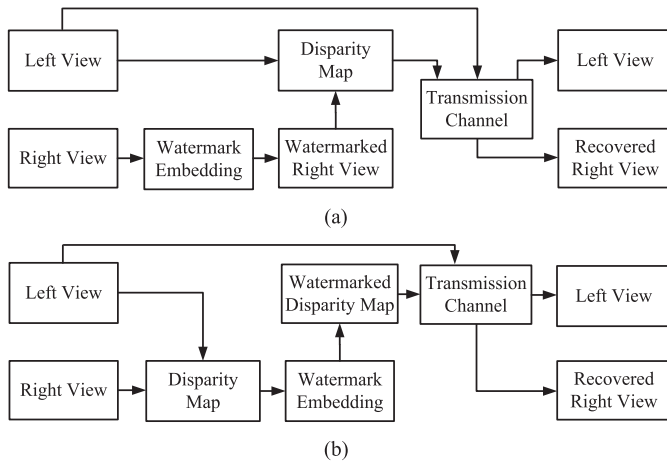 Left View
Disparity
Map
Transmission
Channel
Left View
Right View
Watermark
Embedding
Watermarked
Right View
Recovered
Right View
(a)
Left View
Watermarked
Disparity Map
Transmission
Channel
Left View
Right View
Disparity
Map
Watermark
Embedding
Recovered
Right View
(b)